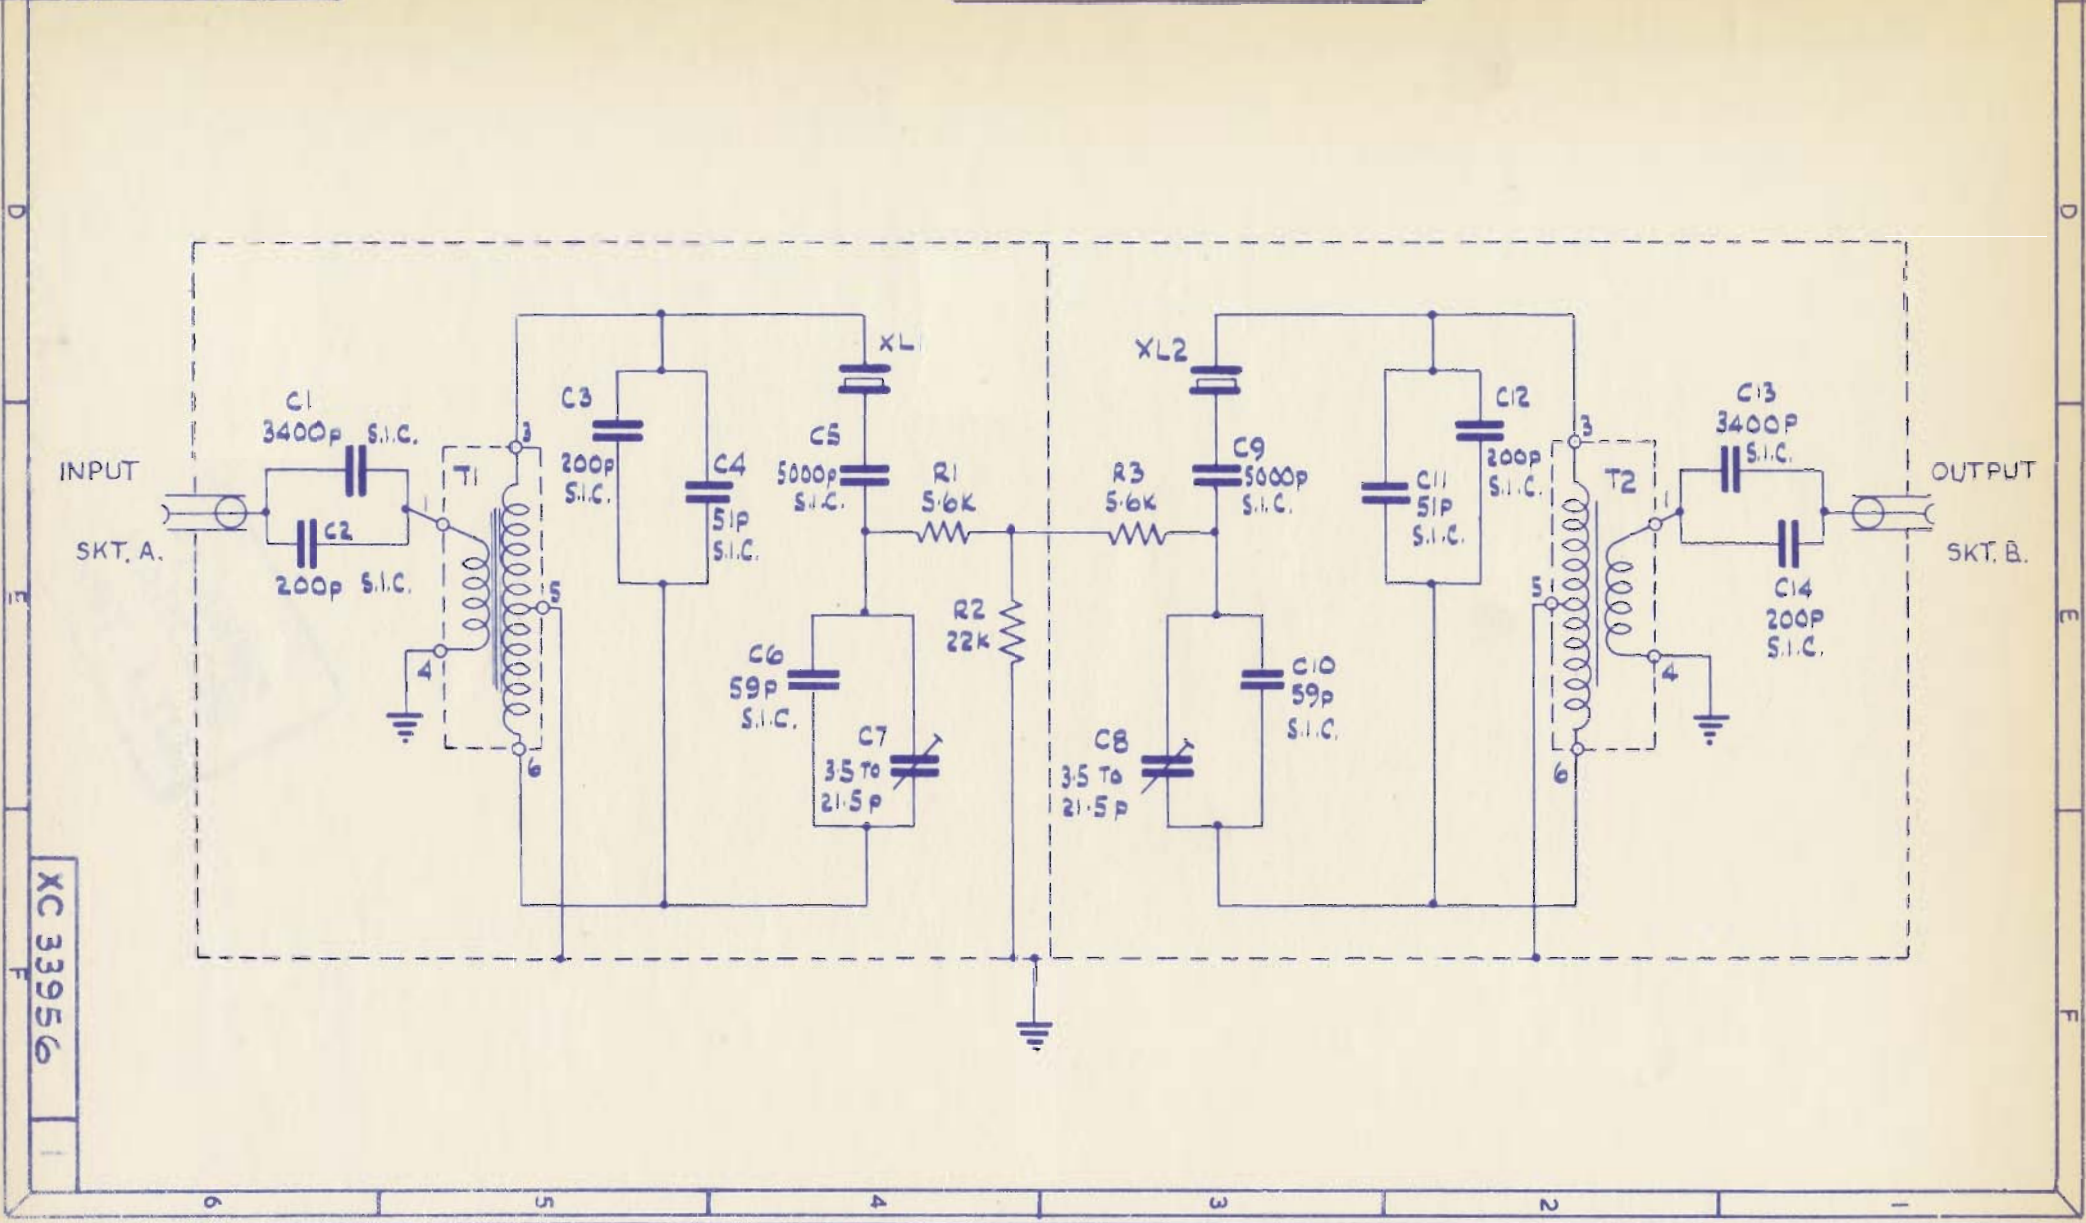 D
D
XL1
XL2
C1
3400p S.I.C.
C3
200p
S.I.C.
C5
5000p
S.I.C.
C9
5000p
S.I.C.
C12
200p
S.I.C.
C13
3400P
S.I.C.
INPUT
SKT. A.
1
T1
3
C4
51P
S.I.C.
R1
5.6K
R3
5.6K
C11
51P
S.I.C.
3
T2
1
OUTPUT
SKT. B.
C2
200p S.I.C.
5
5
C14
200P
S.I.C.
E
E
R2
22K
4
4
C6
59P
S.I.C.
C10
59p
S.I.C.
C7
3.5 TO
21.5 p
C8
3.5 TO
21.5 p
6
6
F
F
XC 33956
1
6
5
4
3
2
1